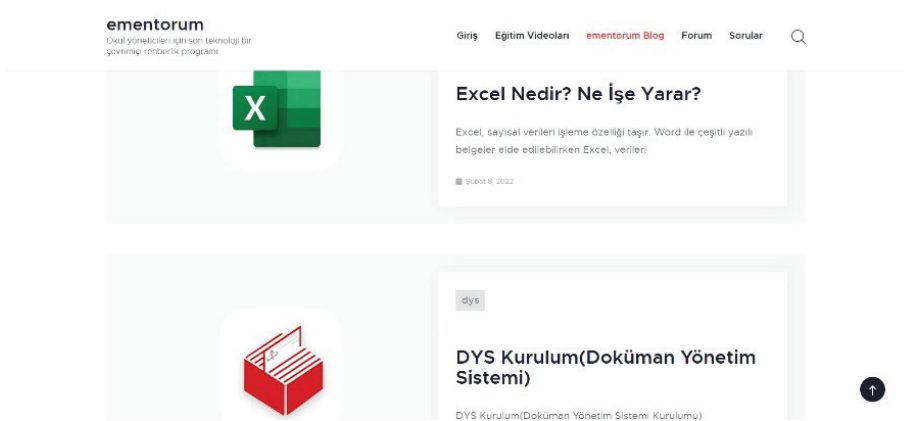 ementorum
Okul yöneticileri için son teknoloji bir
çevrimiçi rehberlik programı
Giriş Eğitim Videoları ementorum Blog Forum Sorular
X
Excel Nedir? Ne İşe Yarar?
Excel, sayısal verileri işleme özelliği taşır. Word ile çeşitli yazılı
belgeler elde edilebilirken Excel, verileri
Şubat 8, 2022
dys
DYS Kurulum(Doküman Yönetim
Sistemi)
DYS Kurulum(Doküman Yönetim Sistemi Kurulumu)